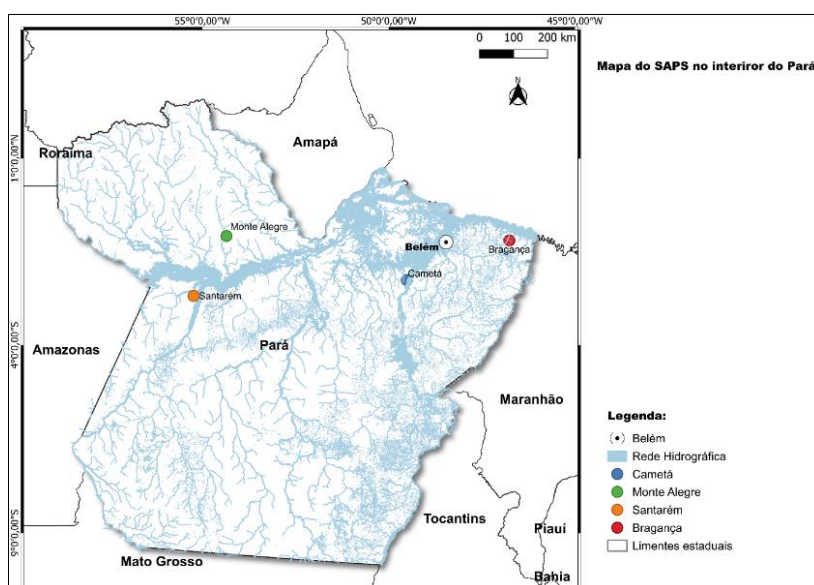 55°0'0,00"W
50°0'0,00"W
45°0'0,00"W
0 100 200 km
Mapa do SAPS no interiror do Pará
N
Amapá
Roraima
1°0'0,00"N
Monte Alegre
Belém
Bragança
Cametá
Santarém
Amazonas
Pará
4°0'0,00"S
Maranhão
Legenda:
Belém
Rede Hidrográfica
Cametá
Monte Alegre
Santarém
Bragança
Limentes estaduais
Tocantins
Piauí
9°0'0,00"S
Mato Grosso
Bahia